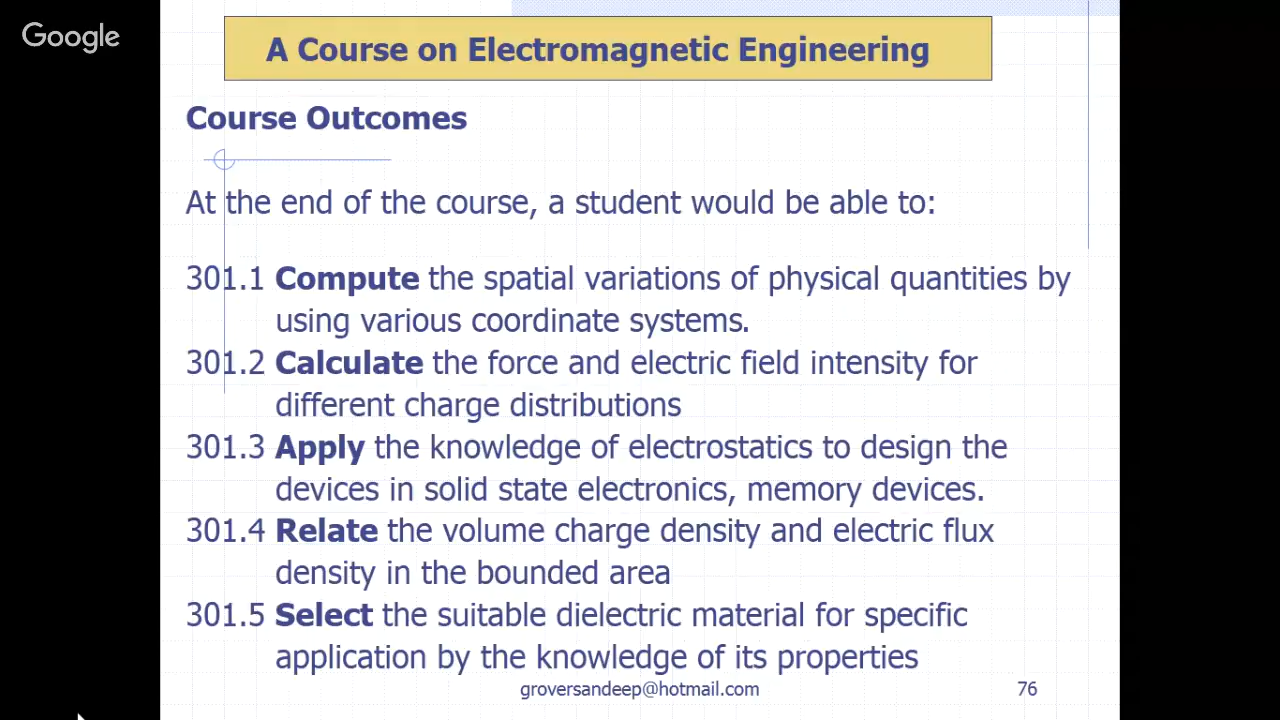 Google
A Course on Electromagnetic Engineering
Course Outcomes
At the end of the course, a student would be able to:
301.1 Compute the spatial variations of physical quantities by
using various coordinate systems.
301.2 Calculate the force and electric field intensity for
different charge distributions
301.3 Apply the knowledge of electrostatics to design the
devices in solid state electronics, memory devices.
301.4 Relate the volume charge density and electric flux
density in the bounded area
301.5 Select the suitable dielectric material for specific
application by the knowledge of its properties
groversandeep@hotmail.com 76